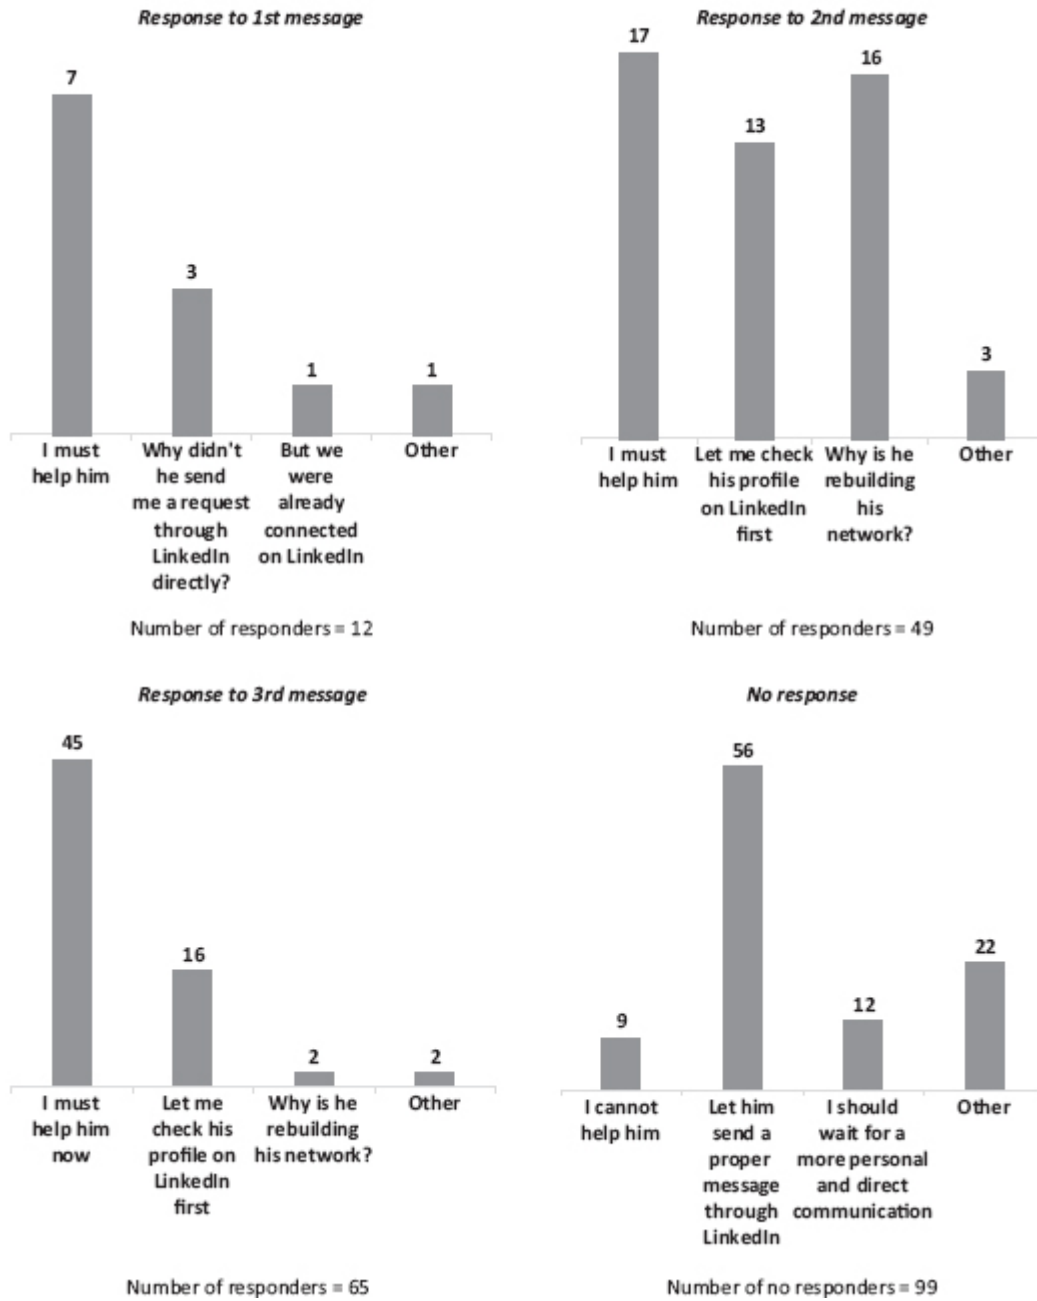 Response to 1st message
7
3
1
1
I must
help him
Why didn't
he send
me a request
through
LinkedIn
directly?
But we
were
already
connected
on LinkedIn
Other
Number of responders = 12
Response to 2nd message
17
13
16
3
I must
help him
Let me check
his profile
on LinkedIn
first
Why is he
rebuilding
his
network?
Other
Number of responders = 49
Response to 3rd message
45
16
2
2
I must
help him
now
Let me
check his
profile on
LinkedIn
first
Why is he
rebuilding
his network?
Other
Number of responders = 65
No response
9
56
12
22
I cannot
help him
Let him
send a
proper
message
through
LinkedIn
I should
wait for a
more personal
and direct
communication
Other
Number of no responders = 99